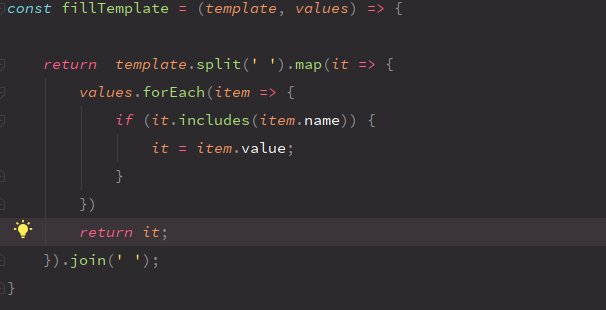 const fillTemplate = (template, values) => {
return  template.split(' ').map(it => {
values.forEach(item => {
if (it.includes(item.name)) {
it = item.value;
}
})
return it;
}).join(' ');
}